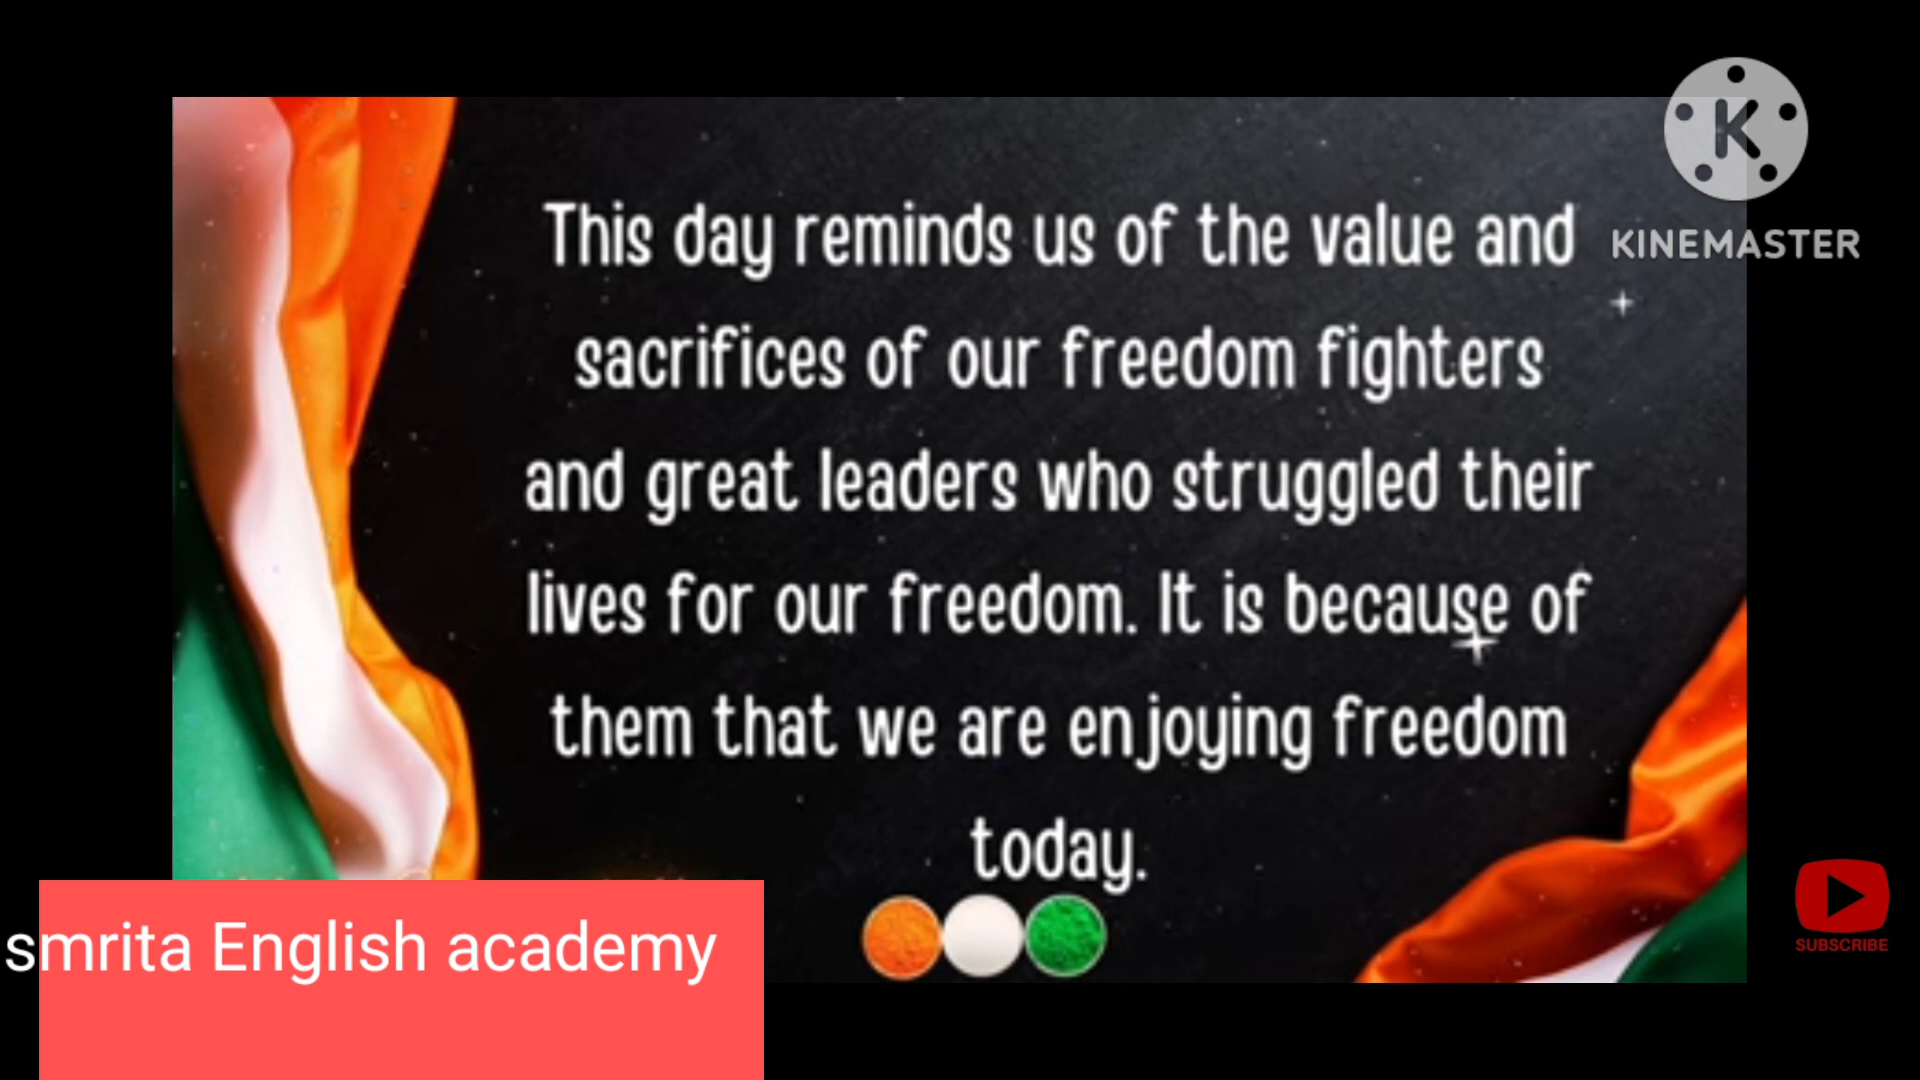 KINEMASTER
This day reminds us of the value and
sacrifices of our freedom fighters
and great leaders who struggled their
lives for our freedom. It is because of
them that we are enjoying freedom
today.
smrita English academy
SUBSCRIBE